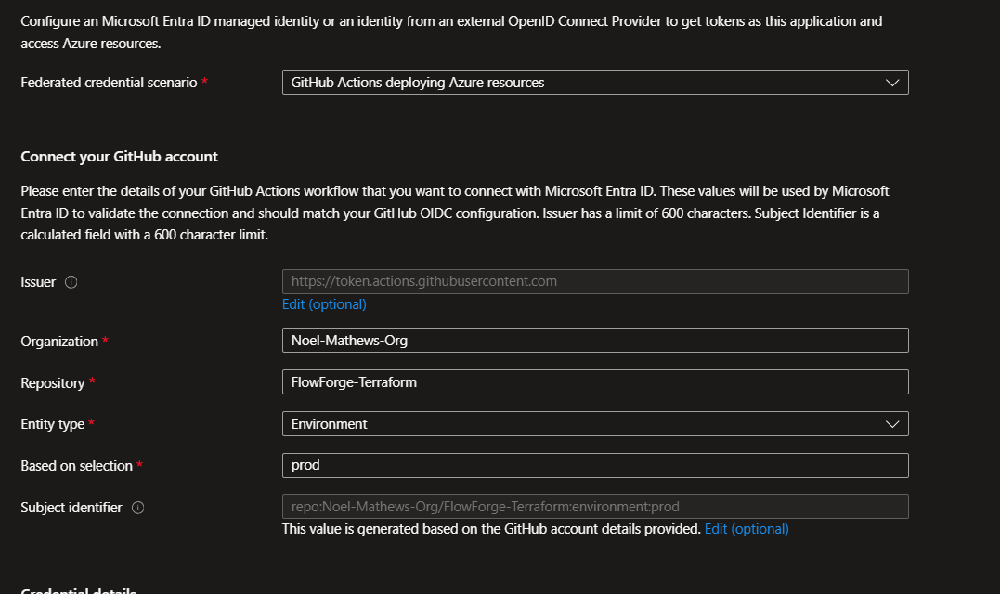 Configure an Microsoft Entra ID managed identity or an identity from an external OpenID Connect Provider to get tokens as this application and
access Azure resources.
Federated credential scenario *
GitHub Actions deploying Azure resources
Connect your GitHub account
Please enter the details of your GitHub Actions workflow that you want to connect with Microsoft Entra ID. These values will be used by Microsoft
Entra ID to validate the connection and should match your GitHub OIDC configuration. Issuer has a limit of 600 characters. Subject Identifier is a
calculated field with a 600 character limit.
Issuer
https://token.actions.githubusercontent.com
Edit (optional)
Organization *
Noel-Mathews-Org
Repository *
FlowForge-Terraform
Entity type *
Environment
Based on selection *
prod
Subject identifier
repo:Noel-Mathews-Org/FlowForge-Terraform:environment:prod
This value is generated based on the GitHub account details provided. Edit (optional)
Credential details